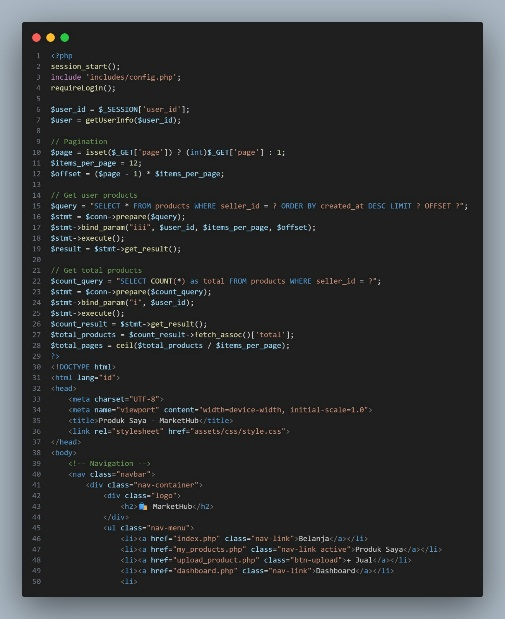 1 <?php
2 session_start();
3 include 'includes/config.php';
4 requireLogin();
5
6 $user_id = $_SESSION['user_id'];
7 $user = getUserInfo($user_id);
8
9 // Pagination
10 $page = isset($_GET['page']) ? (int)$_GET['page'] : 1;
11 $items_per_page = 12;
12 $offset = ($page - 1) * $items_per_page;
13
14 // Get user products
15 $query = "SELECT * FROM products WHERE seller_id = ? ORDER BY created_at DESC LIMIT ? OFFSET ?";
16 $stmt = $conn->prepare($query);
17 $stmt->bind_param("iii", $user_id, $items_per_page, $offset);
18 $stmt->execute();
19 $result = $stmt->get_result();
20
21 // Get total products
22 $count_query = "SELECT COUNT(*) as total FROM products WHERE seller_id = ?";
23 $stmt = $conn->prepare($count_query);
24 $stmt->bind_param("i", $user_id);
25 $stmt->execute();
26 $count_result = $stmt->get_result();
27 $total_products = $count_result->fetch_assoc()['total'];
28 $total_pages = ceil($total_products / $items_per_page);
29 ?>
30 <!DOCTYPE html>
31 <html lang="id">
32 <head>
33     <meta charset="UTF-8">
34     <meta name="viewport" content="width=device-width, initial-scale=1.0">
35     <title>Produk Saya - MarketHub</title>
36     <link rel="stylesheet" href="assets/css/style.css">
37 </head>
38 <body>
39     <!-- Navigation -->
40     <nav class="navbar">
41         <div class="nav-container">
42             <div class="logo">
43                 <h2>🛍️ MarketHub</h2>
44             </div>
45             <ul class="nav-menu">
46                 <li><a href="index.php" class="nav-link">Belanja</a></li>
47                 <li><a href="my_products.php" class="nav-link active">Produk Saya</a></li>
48                 <li><a href="upload_product.php" class="btn-upload">+ Jual</a></li>
49                 <li><a href="dashboard.php" class="nav-link">Dashboard</a></li>
50                 <li>